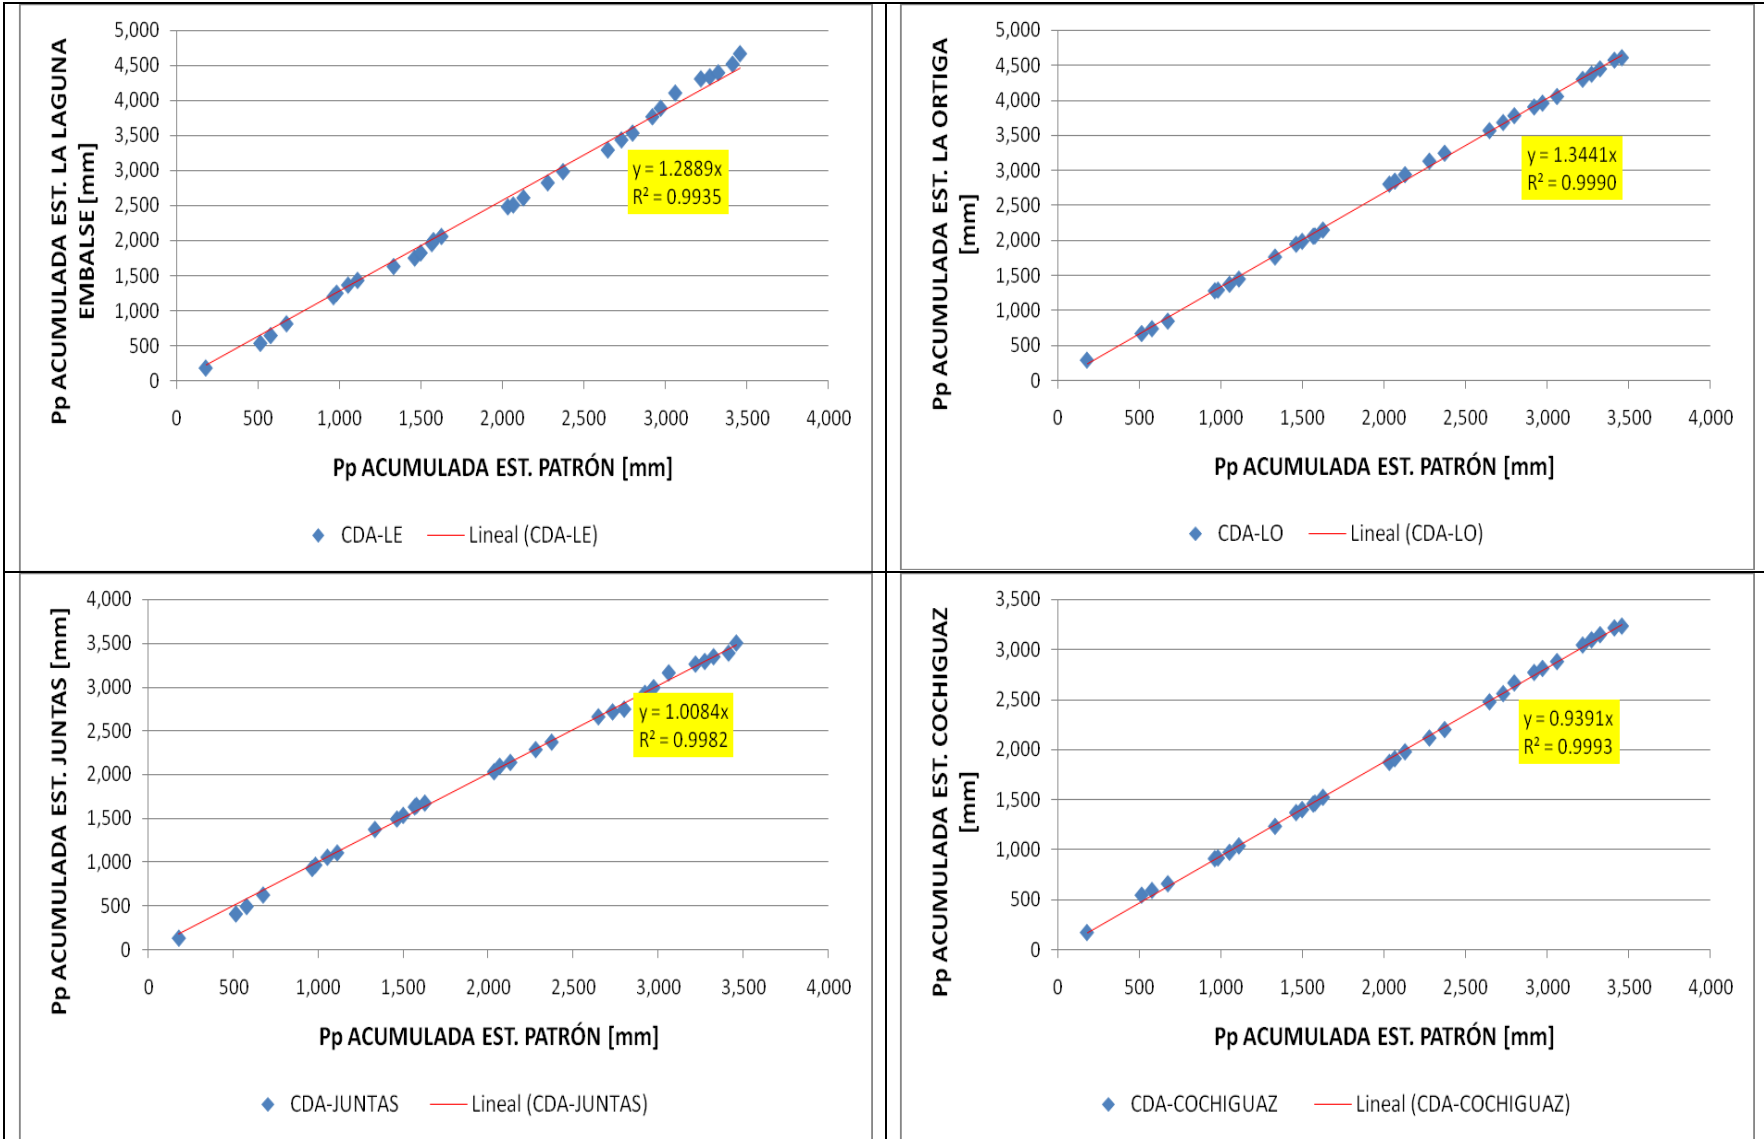 Pp ACUMULADA EST. LA LAGUNA
EMBALSE [mm]
5,000
4,500
4,000
3,500
3,000
2,500
2,000
1,500
1,000
500
0
y = 1.2889x
R² = 0.9935
0 500 1,000 1,500 2,000 2,500 3,000 3,500 4,000
Pp ACUMULADA EST. PATRÓN [mm]
CDA-LE Lineal (CDA-LE)
Pp ACUMULADA EST. LA ORTIGA
[mm]
5,000
4,500
4,000
3,500
3,000
2,500
2,000
1,500
1,000
500
0
y = 1.3441x
R² = 0.9990
0 500 1,000 1,500 2,000 2,500 3,000 3,500 4,000
Pp ACUMULADA EST. PATRÓN [mm]
CDA-LO Lineal (CDA-LO)
Pp ACUMULADA EST. JUNTAS [mm]
4,000
3,500
3,000
2,500
2,000
1,500
1,000
500
0
y = 1.0084x
R² = 0.9982
0 500 1,000 1,500 2,000 2,500 3,000 3,500 4,000
Pp ACUMULADA EST. PATRÓN [mm]
CDA-JUNTAS Lineal (CDA-JUNTAS)
Pp ACUMULADA EST. COCHIGUAZ
[mm]
3,500
3,000
2,500
2,000
1,500
1,000
500
0
y = 0.9391x
R² = 0.9993
0 500 1,000 1,500 2,000 2,500 3,000 3,500 4,000
Pp ACUMULADA EST. PATRÓN [mm]
CDA-COCHIGUAZ Lineal (CDA-COCHIGUAZ)